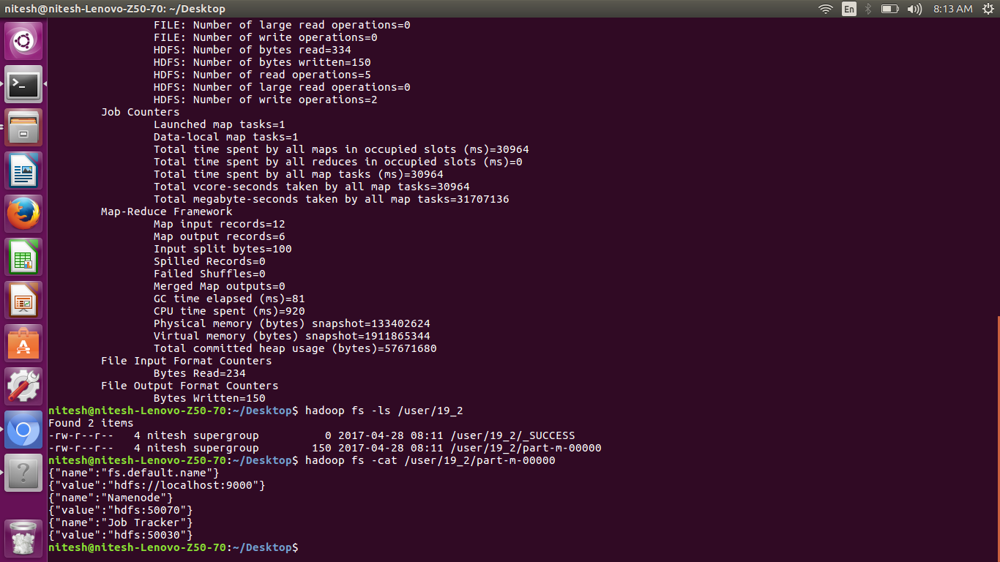 nitesh@nitesh-Lenovo-Z50-70: ~/Desktop
En
8:13 AM
FILE: Number of large read operations=0
FILE: Number of write operations=0
HDFS: Number of bytes read=334
HDFS: Number of bytes written=150
HDFS: Number of read operations=5
HDFS: Number of large read operations=0
HDFS: Number of write operations=2
Job Counters
Launched map tasks=1
Data-local map tasks=1
Total time spent by all maps in occupied slots (ms)=30964
Total time spent by all reduces in occupied slots (ms)=0
Total time spent by all map tasks (ms)=30964
Total vcore-seconds taken by all map tasks=30964
Total megabyte-seconds taken by all map tasks=31707136
Map-Reduce Framework
Map input records=12
Map output records=6
Input split bytes=100
Spilled Records=0
Failed Shuffles=0
Merged Map outputs=0
GC time elapsed (ms)=81
CPU time spent (ms)=920
Physical memory (bytes) snapshot=133402624
Virtual memory (bytes) snapshot=1911865344
Total committed heap usage (bytes)=57671680
File Input Format Counters
Bytes Read=234
File Output Format Counters
Bytes Written=150
nitesh@nitesh-Lenovo-Z50-70:~/Desktop$ hadoop fs -ls /user/19_2
Found 2 items
-rw-r--r--   4 nitesh supergroup          0 2017-04-28 08:11 /user/19_2/_SUCCESS
-rw-r--r--   4 nitesh supergroup        150 2017-04-28 08:11 /user/19_2/part-m-00000
nitesh@nitesh-Lenovo-Z50-70:~/Desktop$ hadoop fs -cat /user/19_2/part-m-00000
{"name":"fs.default.name"}
{"value":"hdfs://localhost:9000"}
{"name":"Namenode"}
{"value":"hdfs:50070"}
{"name":"Job Tracker"}
{"value":"hdfs:50030"}
nitesh@nitesh-Lenovo-Z50-70:~/Desktop$